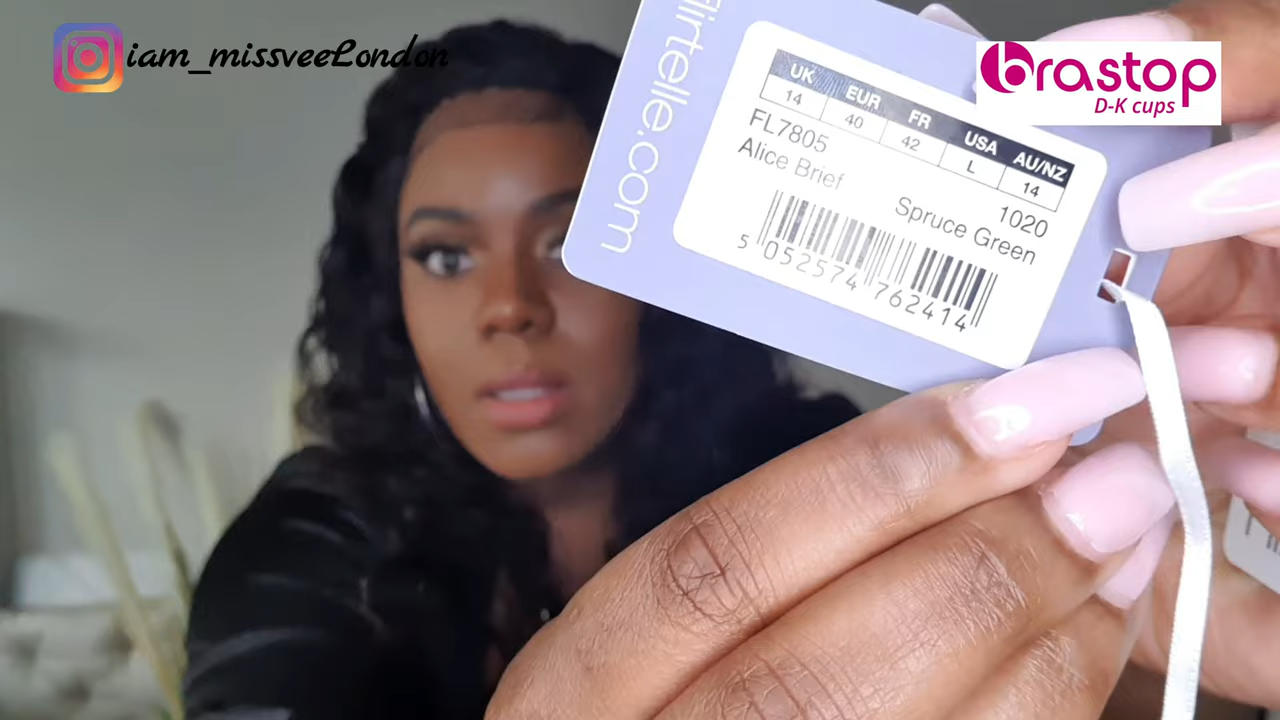 iam_missveeLondon
brastop
D-K cups
Flirtelle.com
UK EUR FR USA AU/NZ
14 40 42 L 14
FL7805 1020
Alice Brief Spruce Green
5 052574 762414